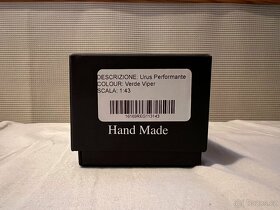 DESCRIZIONE: Urus Performante
COLOUR: Verde Viper
SCALA: 1:43
Hand Made